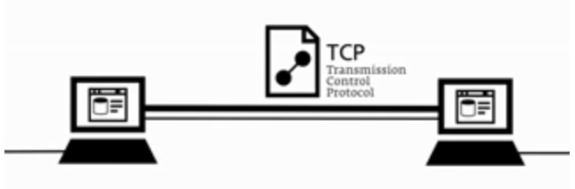 TCP
Transmission
Control
Protocol